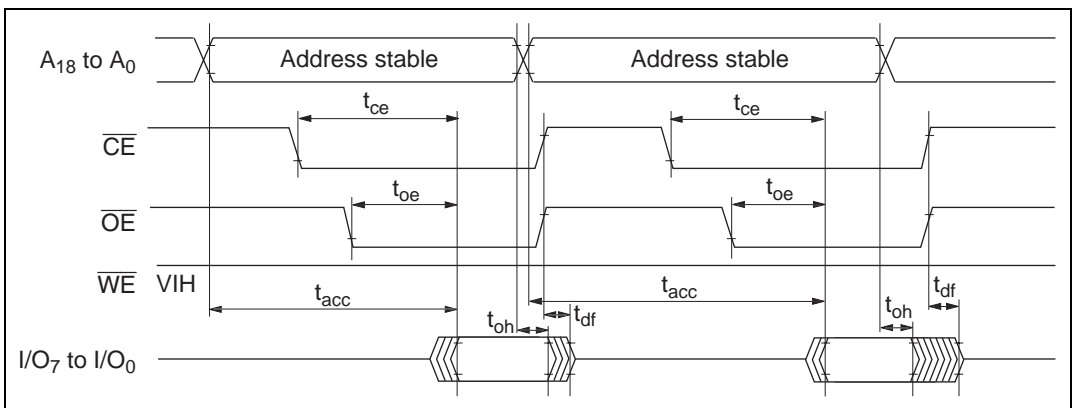 A18 to A0 Address stable Address stable
tce tce
CE
toe toe
OE
WE VIH
tacc tacc
toh tdf toh tdf
I/O7 to I/O0